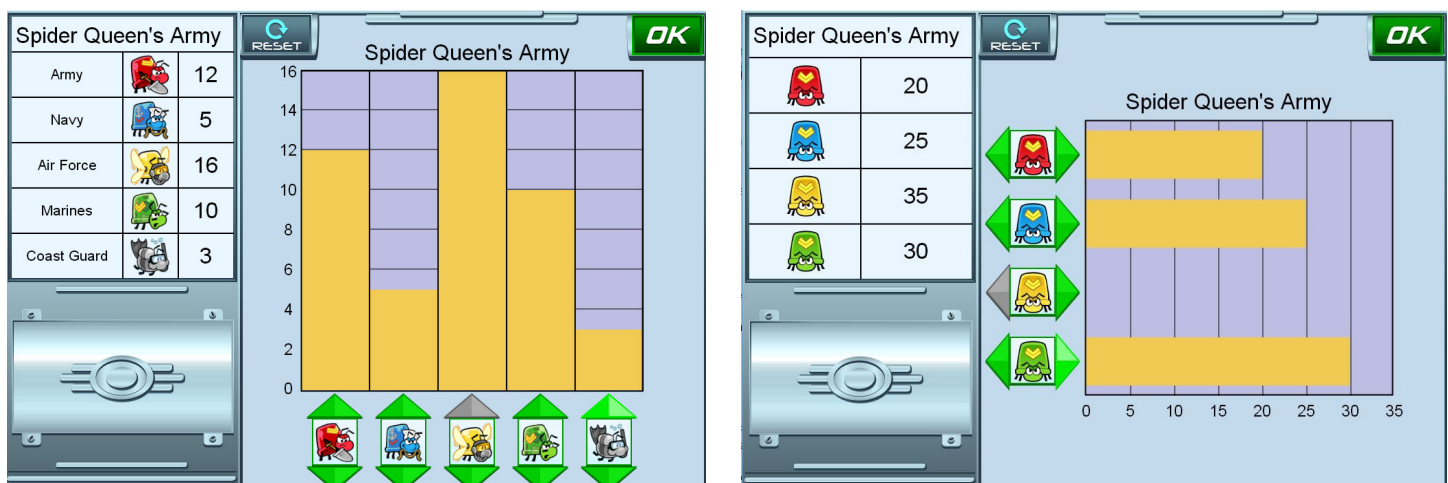 Spider Queen's Army
Army 12
Navy 5
Air Force 16
Marines 10
Coast Guard 3
RESET
OK
Spider Queen's Army
16
14
12
10
8
6
4
2
0
Spider Queen's Army
20
25
35
30
RESET
OK
Spider Queen's Army
0 5 10 15 20 25 30 35